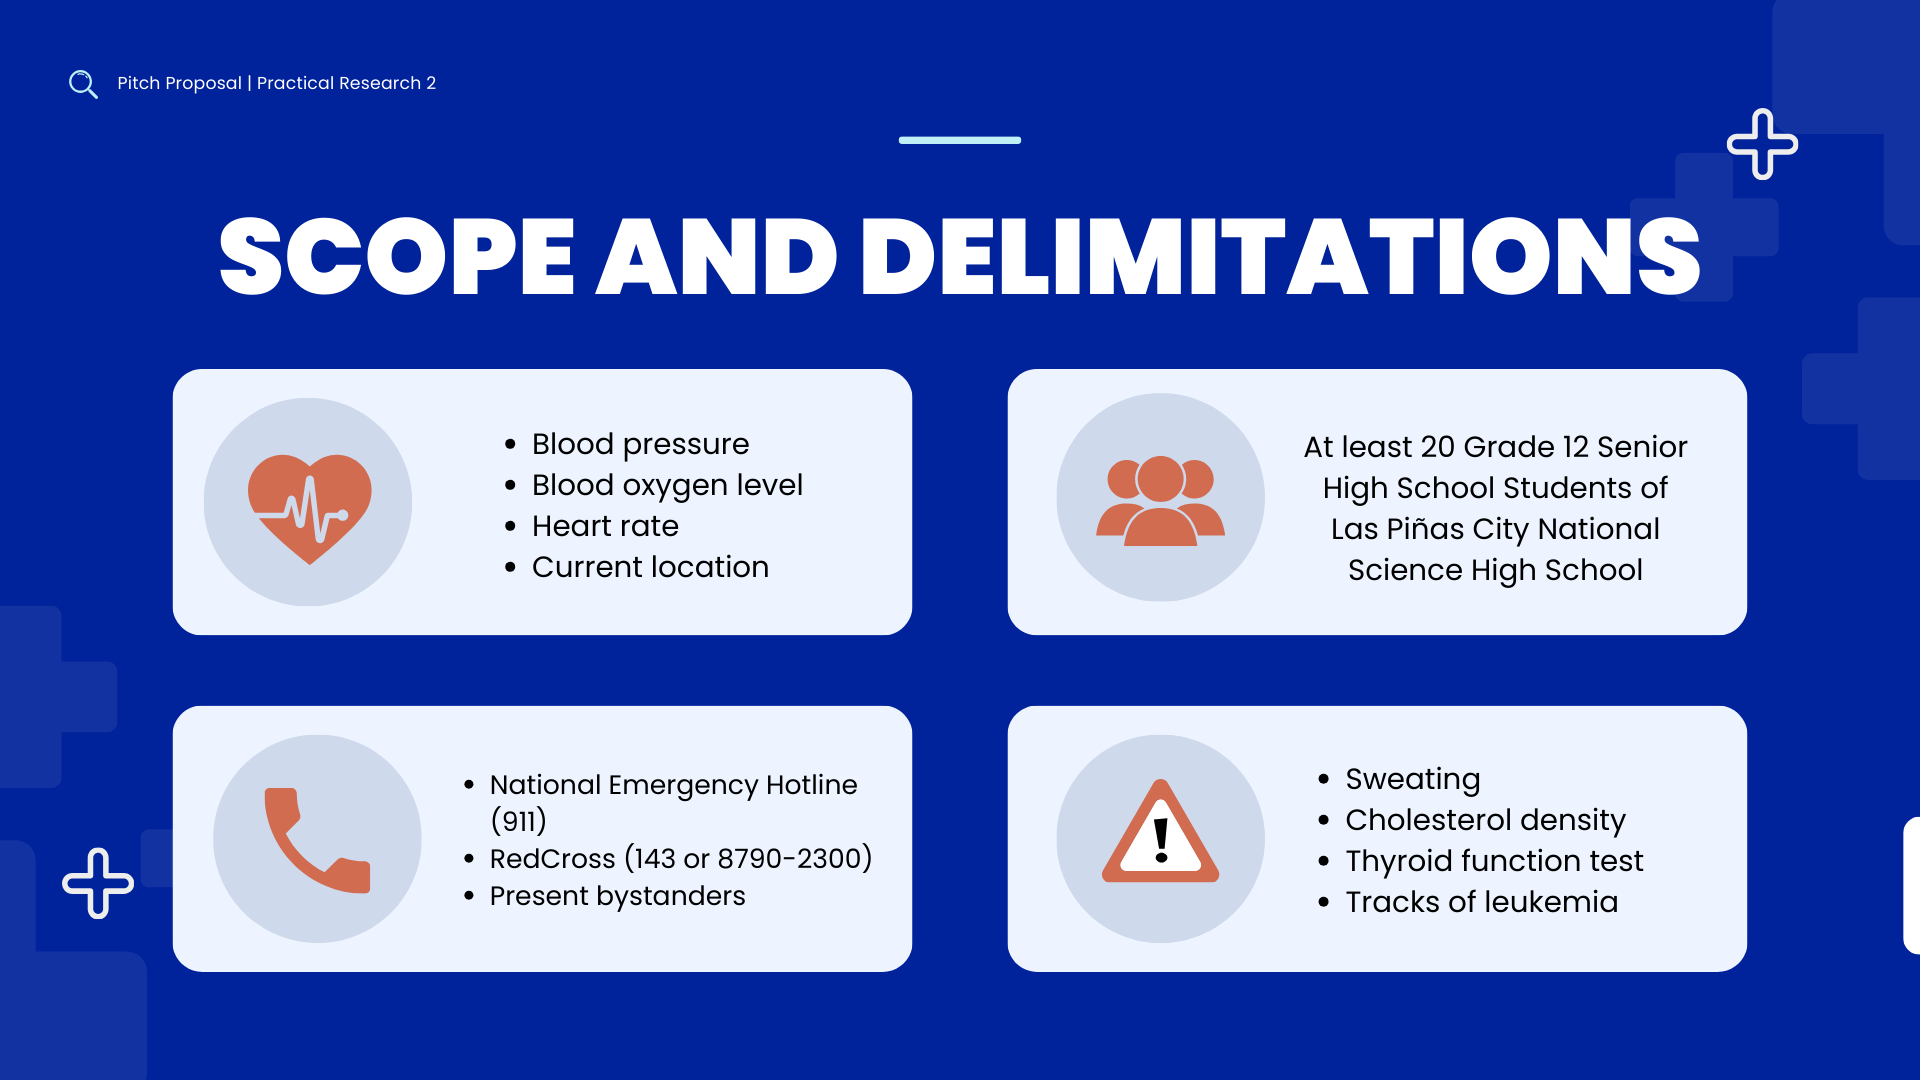 Pitch Proposal | Practical Research 2
SCOPE AND DELIMITATIONS
• Blood pressure
• Blood oxygen level
• Heart rate
• Current location
At least 20 Grade 12 Senior
High School Students of
Las Piñas City National
Science High School
• National Emergency Hotline
(911)
• RedCross (143 or 8790-2300)
• Present bystanders
• Sweating
• Cholesterol density
• Thyroid function test
• Tracks of leukemia